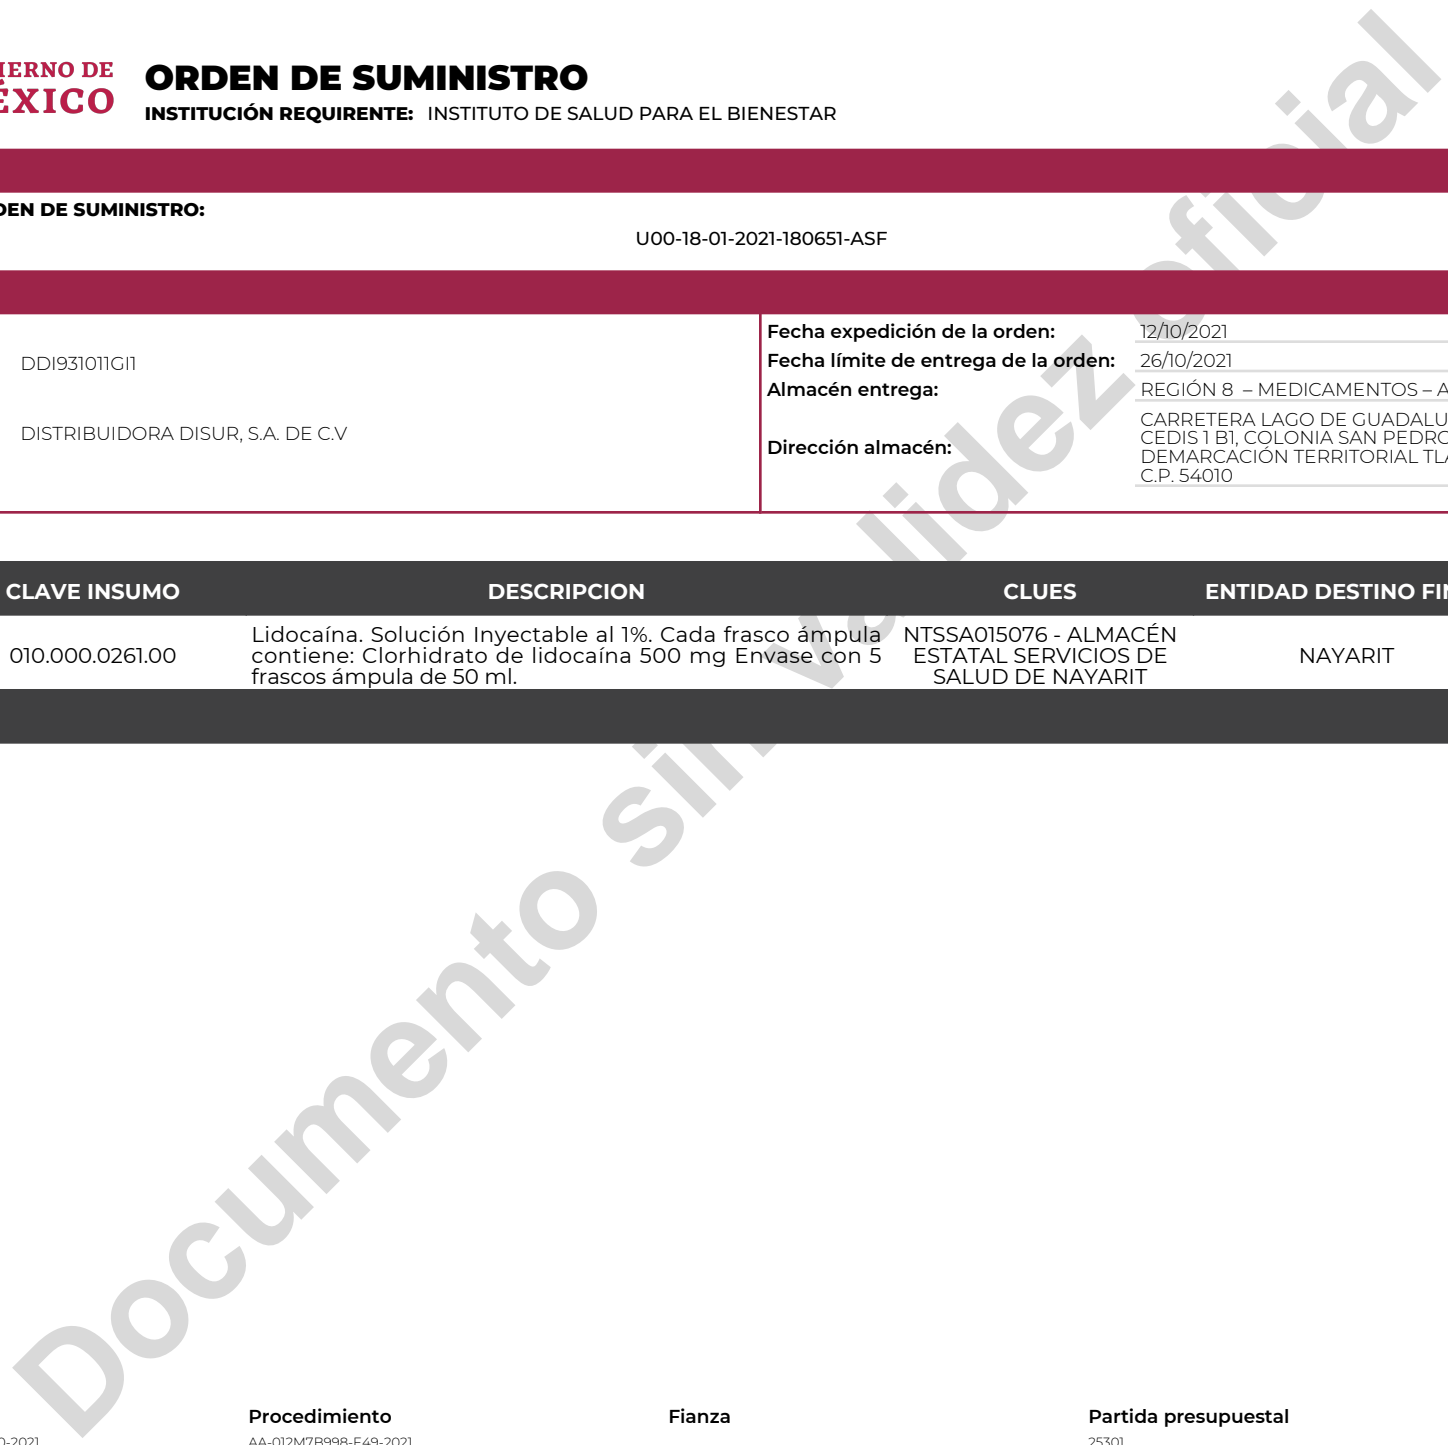 ORDEN DE SUMINISTRO
INSTITUCIÓN REQUIRENTE: INSTITUTO DE SALUD PARA EL BIENESTAR
IERNO DE
ÉXICO
DEN DE SUMINISTRO:
U00-18-01-2021-180651-ASF
DDI931011GI1
DISTRIBUIDORA DISUR, S.A. DE C.V
Fecha expedición de la orden: 12/10/2021
Fecha límite de entrega de la orden: 26/10/2021
Almacén entrega: REGIÓN 8 – MEDICAMENTOS – A
Dirección almacén:
CARRETERA LAGO DE GUADALU
CEDIS 1 B1, COLONIA SAN PEDRO
DEMARCACIÓN TERRITORIAL TLA
C.P. 54010
CLAVE INSUMO DESCRIPCION CLUES ENTIDAD DESTINO FIN
010.000.0261.00
Lidocaína. Solución Inyectable al 1%. Cada frasco ámpula
contiene: Clorhidrato de lidocaína 500 mg Envase con 5
frascos ámpula de 50 ml.
NTSSA015076 - ALMACÉN
ESTATAL SERVICIOS DE
SALUD DE NAYARIT
NAYARIT
Documento sin validez oficial
Procedimiento Fianza Partida presupuestal
0-2021 AA-012M7B998-E49-2021 25301